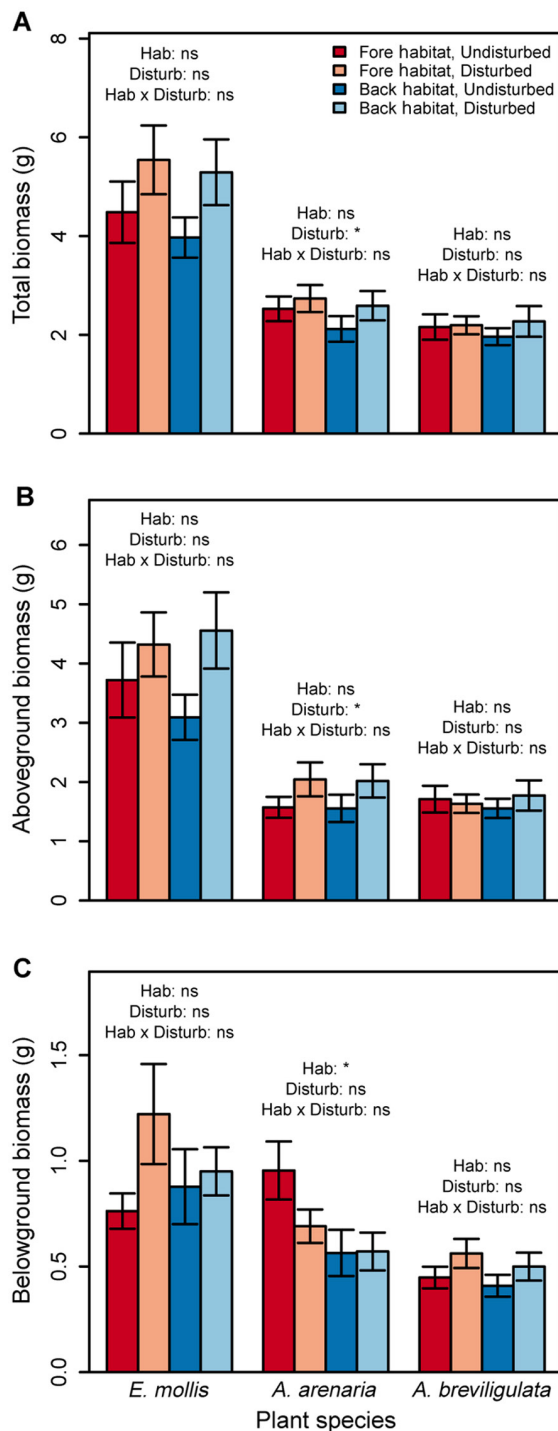 A
Hab: ns
Disturb: ns
Hab x Disturb: ns
Fore habitat, Undisturbed
Fore habitat, Disturbed
Back habitat, Undisturbed
Back habitat, Disturbed
Hab: ns
Disturb: *
Hab x Disturb: ns
Hab: ns
Disturb: ns
Hab x Disturb: ns
Total biomass (g)
8
6
4
2
0
B
Hab: ns
Disturb: ns
Hab x Disturb: ns
Hab: ns
Disturb: *
Hab x Disturb: ns
Hab: ns
Disturb: ns
Hab x Disturb: ns
Aboveground biomass (g)
6
5
4
3
2
1
0
C
Hab: ns
Disturb: ns
Hab x Disturb: ns
Hab: *
Disturb: ns
Hab x Disturb: ns
Hab: ns
Disturb: ns
Hab x Disturb: ns
Belowground biomass (g)
1.5
1.0
0.5
0.0
E. mollis A. arenaria A. breviligulata
Plant species